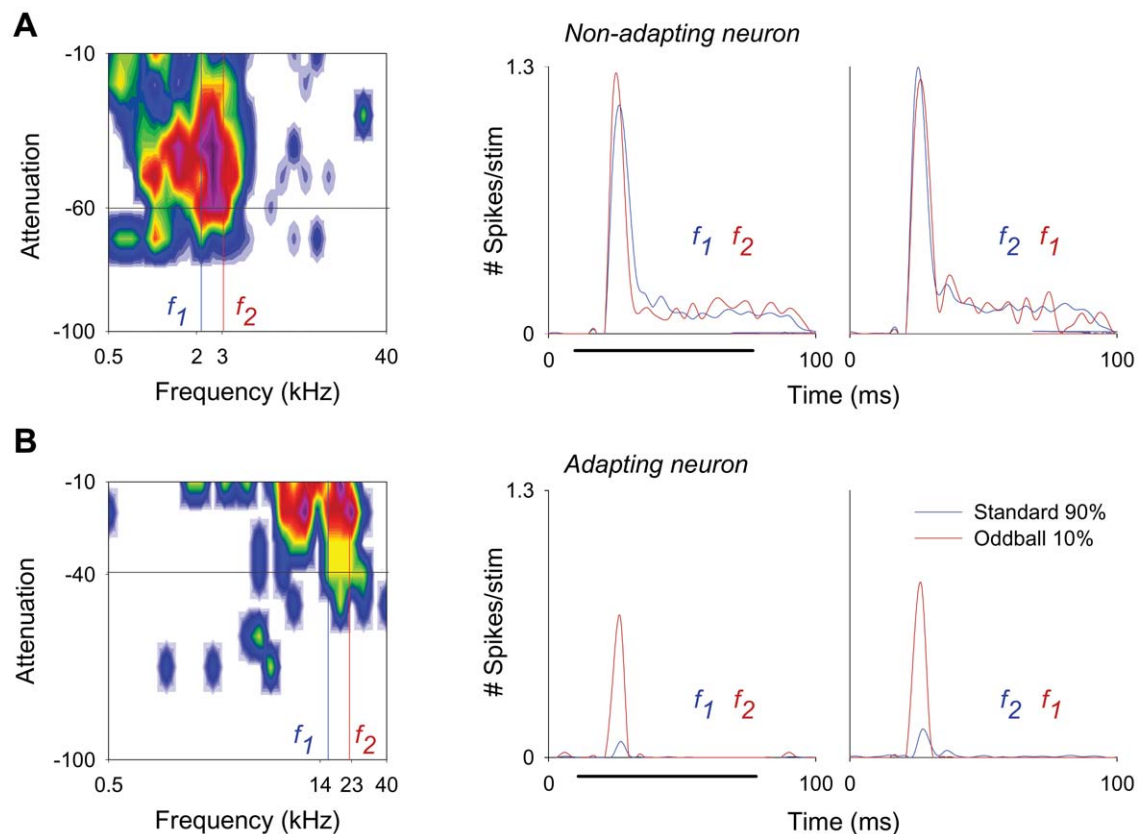 A
Non-adapting neuron
-10
-60
-100
Attenuation
f1
f2
0.5
2
3
40
Frequency (kHz)
1.3
0
# Spikes/stim
f1 f2
f2 f1
0
100
0
100
Time (ms)
B
Adapting neuron
-10
-40
-100
Attenuation
f1
f2
0.5
14
23
40
Frequency (kHz)
1.3
0
# Spikes/stim
f1 f2
Standard 90%
Oddball 10%
f2 f1
0
100
0
100
Time (ms)